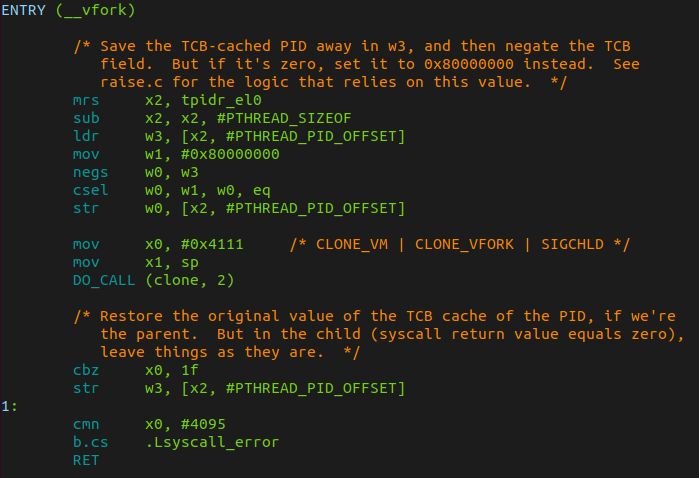 ENTRY (__vfork)
/* Save the TCB-cached PID away in w3, and then negate the TCB
field.  But if it's zero, set it to 0x80000000 instead.  See
raise.c for the logic that relies on this value.  */
mrs     x2, tpidr_el0
sub     x2, x2, #PTHREAD_SIZEOF
ldr     w3, [x2, #PTHREAD_PID_OFFSET]
mov     w1, #0x80000000
negs    w0, w3
csel    w0, w1, w0, eq
str     w0, [x2, #PTHREAD_PID_OFFSET]
mov     x0, #0x4111     /* CLONE_VM | CLONE_VFORK | SIGCHLD */
mov     x1, sp
DO_CALL (clone, 2)
/* Restore the original value of the TCB cache of the PID, if we're
the parent.  But in the child (syscall return value equals zero),
leave things as they are.  */
cbz     x0, 1f
str     w3, [x2, #PTHREAD_PID_OFFSET]
1:
cmn     x0, #4095
b.cs    .Lsyscall_error
RET